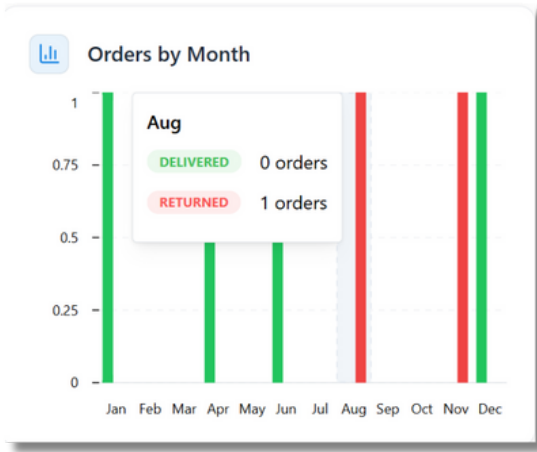 Orders by Month
1
Aug
DELIVERED 0 orders
0.75
RETURNED 1 orders
0.5
0.25
0
Jan Feb Mar Apr May Jun Jul Aug Sep Oct Nov Dec